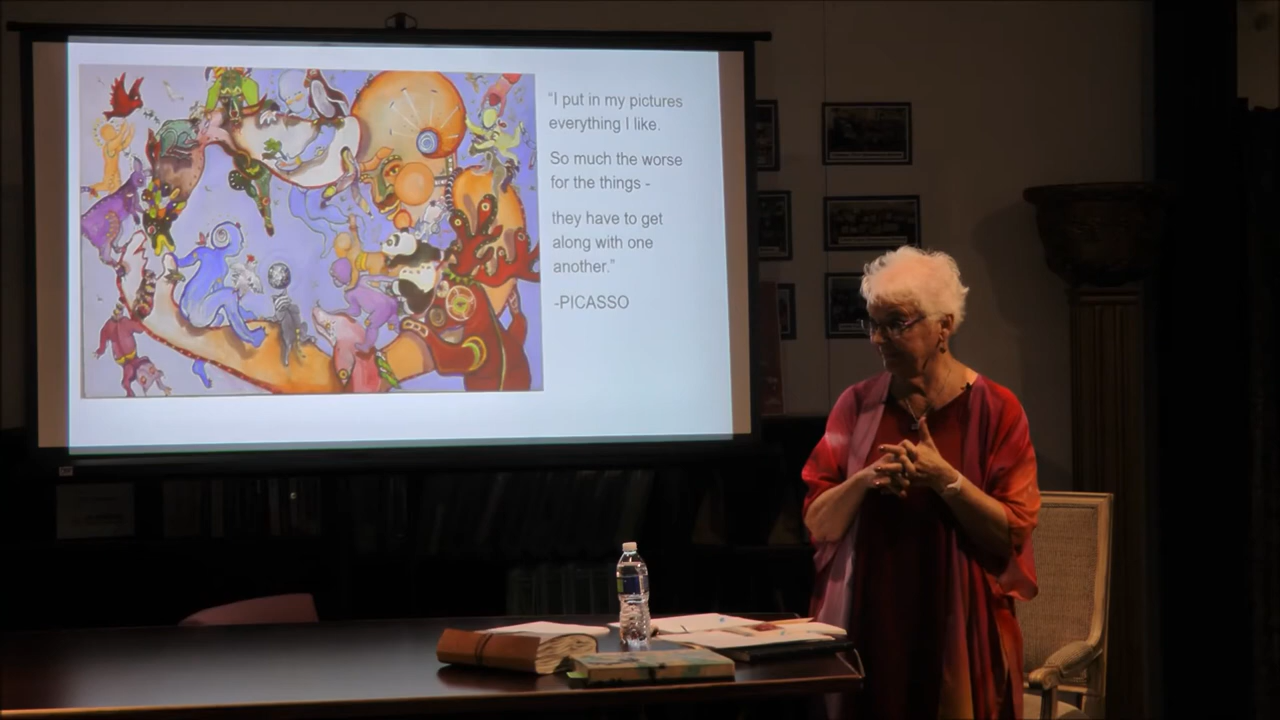 "I put in my pictures
everything I like.
So much the worse
for the things -
they have to get
along with one
another."
-PICASSO